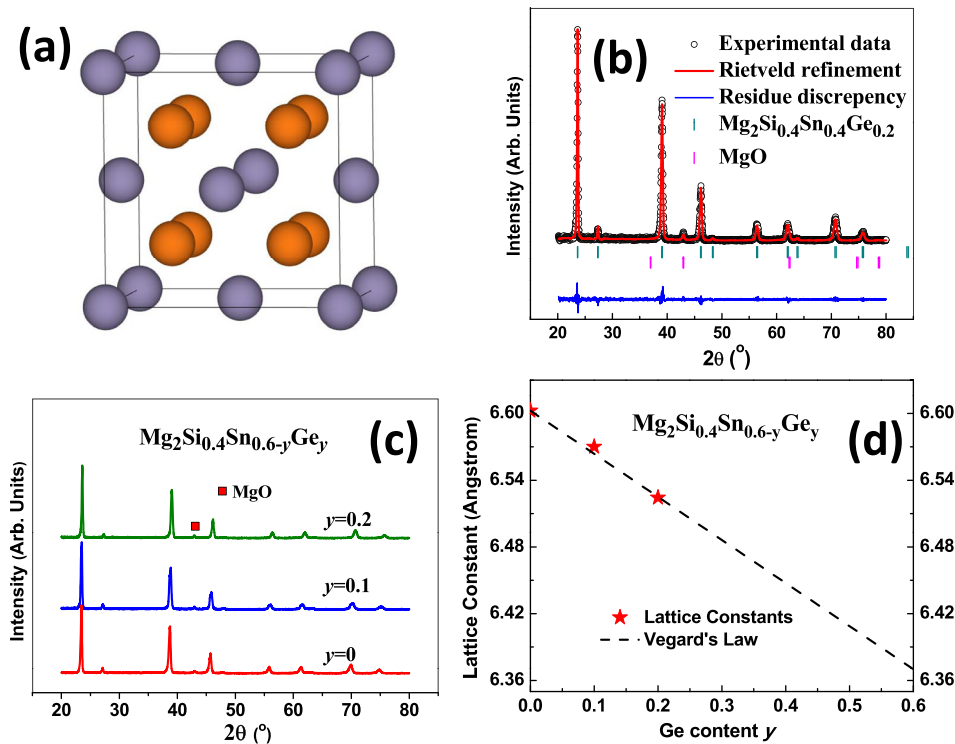 (a)
(b)
Experimental data
Rietveld refinement
Residue discrepency
Mg2Si0.4Sn0.4Ge0.2
MgO
Intensity (Arb. Units)
20 30 40 50 60 70 80
2θ (°)
(c)
Mg2Si0.4Sn0.6-yGey
MgO
y=0.2
y=0.1
y=0
Intensity (Arb. Units)
20 30 40 50 60 70 80
2θ (°)
(d)
Mg2Si0.4Sn0.6-yGey
6.60 6.60
6.54 6.54
6.48 6.48
6.42 6.42
6.36 6.36
Lattice Constant (Angstrom)
Lattice Constants
Vegard's Law
0.0 0.1 0.2 0.3 0.4 0.5 0.6
Ge content y